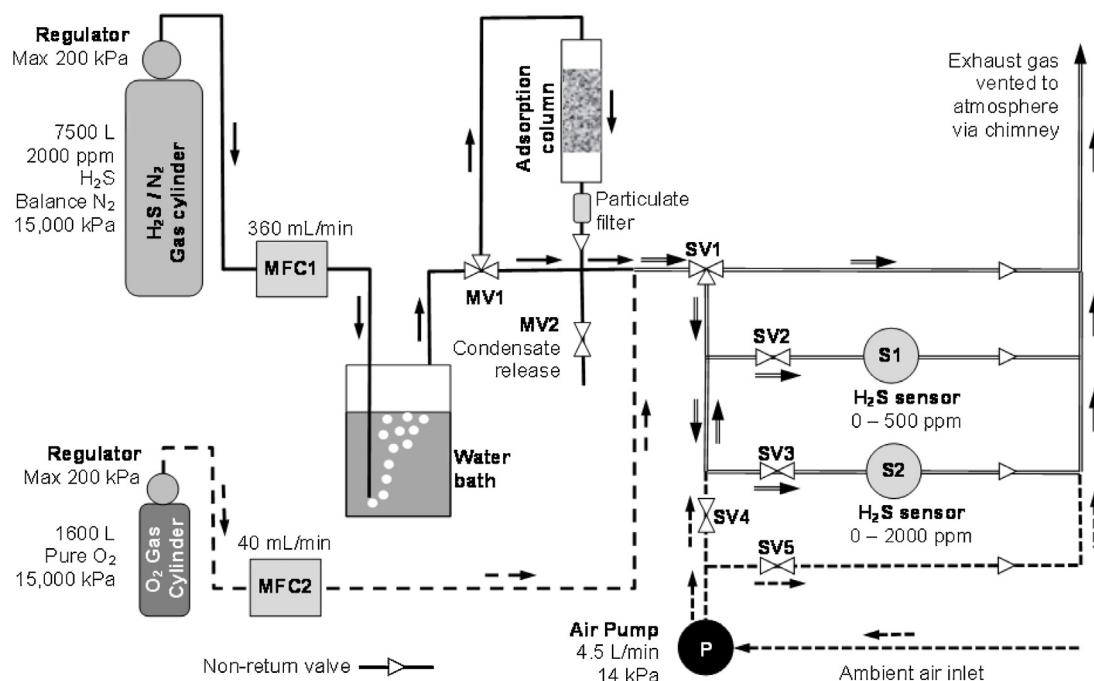 Regulator
Max 200 kPa
7500 L
2000 ppm
H₂S
Balance N₂
15,000 kPa
H₂S / N₂
Gas cylinder
360 mL/min
MFC1
Adsorption
column
Particulate
filter
MV1
MV2
Condensate
release
Water
bath
Regulator
Max 200 kPa
1600 L
Pure O₂
15,000 kPa
O₂ Gas
Cylinder
40 mL/min
MFC2
Non-return valve
Exhaust gas
vented to
atmosphere
via chimney
SV1
SV2
S1
H₂S sensor
0 – 500 ppm
SV3
S2
H₂S sensor
0 – 2000 ppm
SV4
SV5
Air Pump
4.5 L/min
14 kPa
P
Ambient air inlet